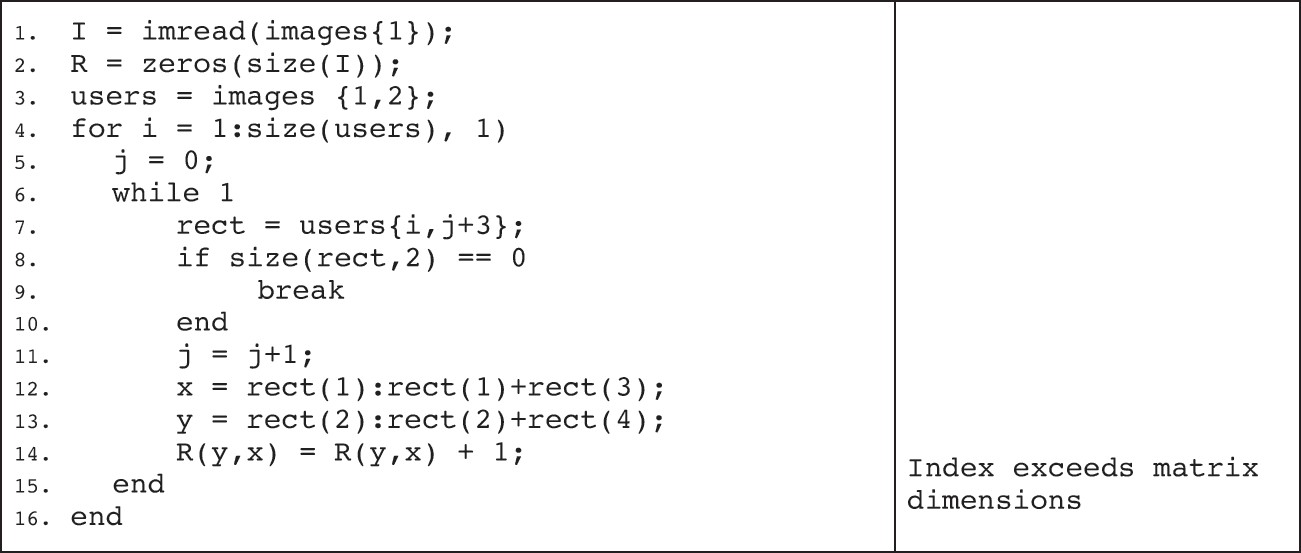 1. I = imread(images{1});
2. R = zeros(size(I));
3. users = images {1,2};
4. for i = 1:size(users), 1)
5. j = 0;
6. while 1
7. rect = users{i,j+3};
8. if size(rect,2) == 0
9. break
10. end
11. j = j+1;
12. x = rect(1):rect(1)+rect(3);
13. y = rect(2):rect(2)+rect(4);
14. R(y,x) = R(y,x) + 1;
15. end
16. end
Index exceeds matrix
dimensions